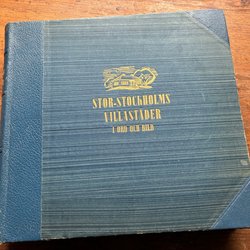 STOR-STOCKHOLMS
VILLASTÄDER
I ORD OCH BILD